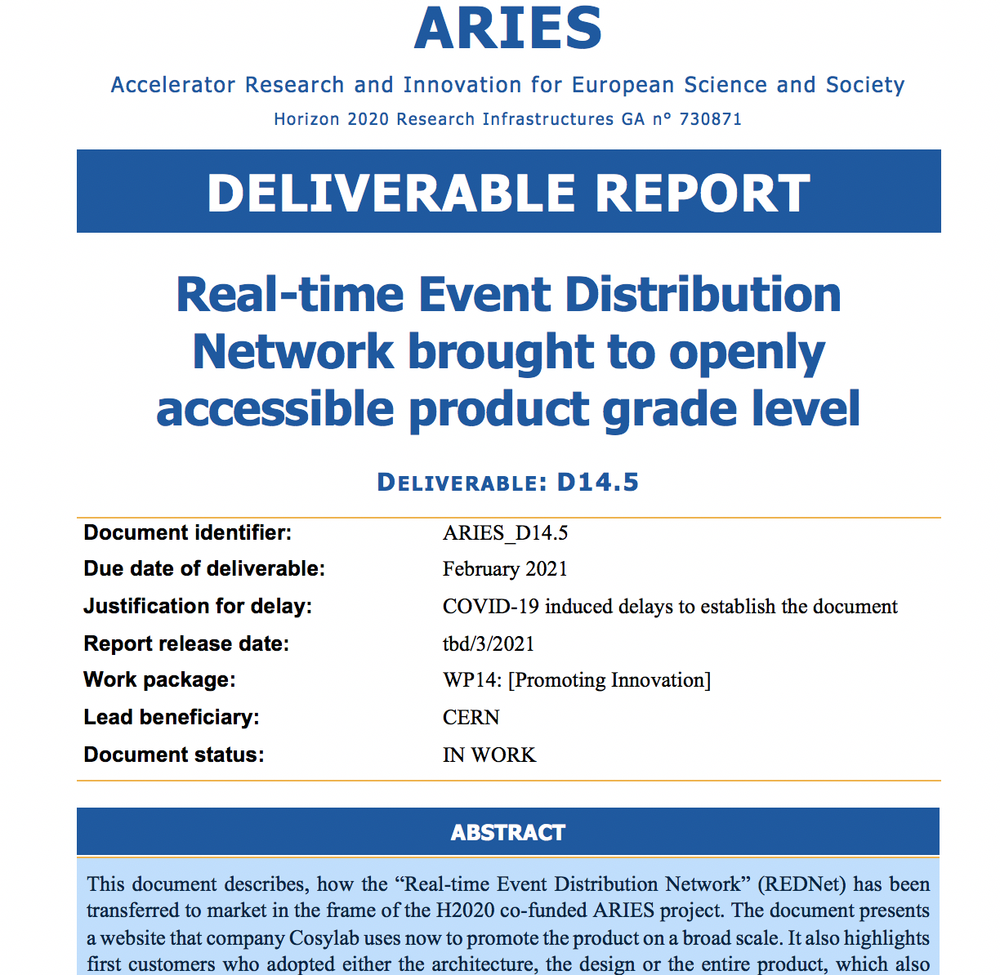 ARIES
Accelerator Research and Innovation for European Science and Society
Horizon 2020 Research Infrastructures GA n° 730871
DELIVERABLE REPORT
Real-time Event Distribution
Network brought to openly
accessible product grade level
DELIVERABLE: D14.5
Document identifier: ARIES_D14.5
Due date of deliverable: February 2021
Justification for delay: COVID-19 induced delays to establish the document
Report release date: tbd/3/2021
Work package: WP14: [Promoting Innovation]
Lead beneficiary: CERN
Document status: IN WORK
ABSTRACT
This document describes, how the “Real-time Event Distribution Network” (REDNet) has been
transferred to market in the frame of the H2020 co-funded ARIES project. The document presents
a website that company Cosylab uses now to promote the product on a broad scale. It also highlights
first customers who adopted either the architecture, the design or the entire product, which also